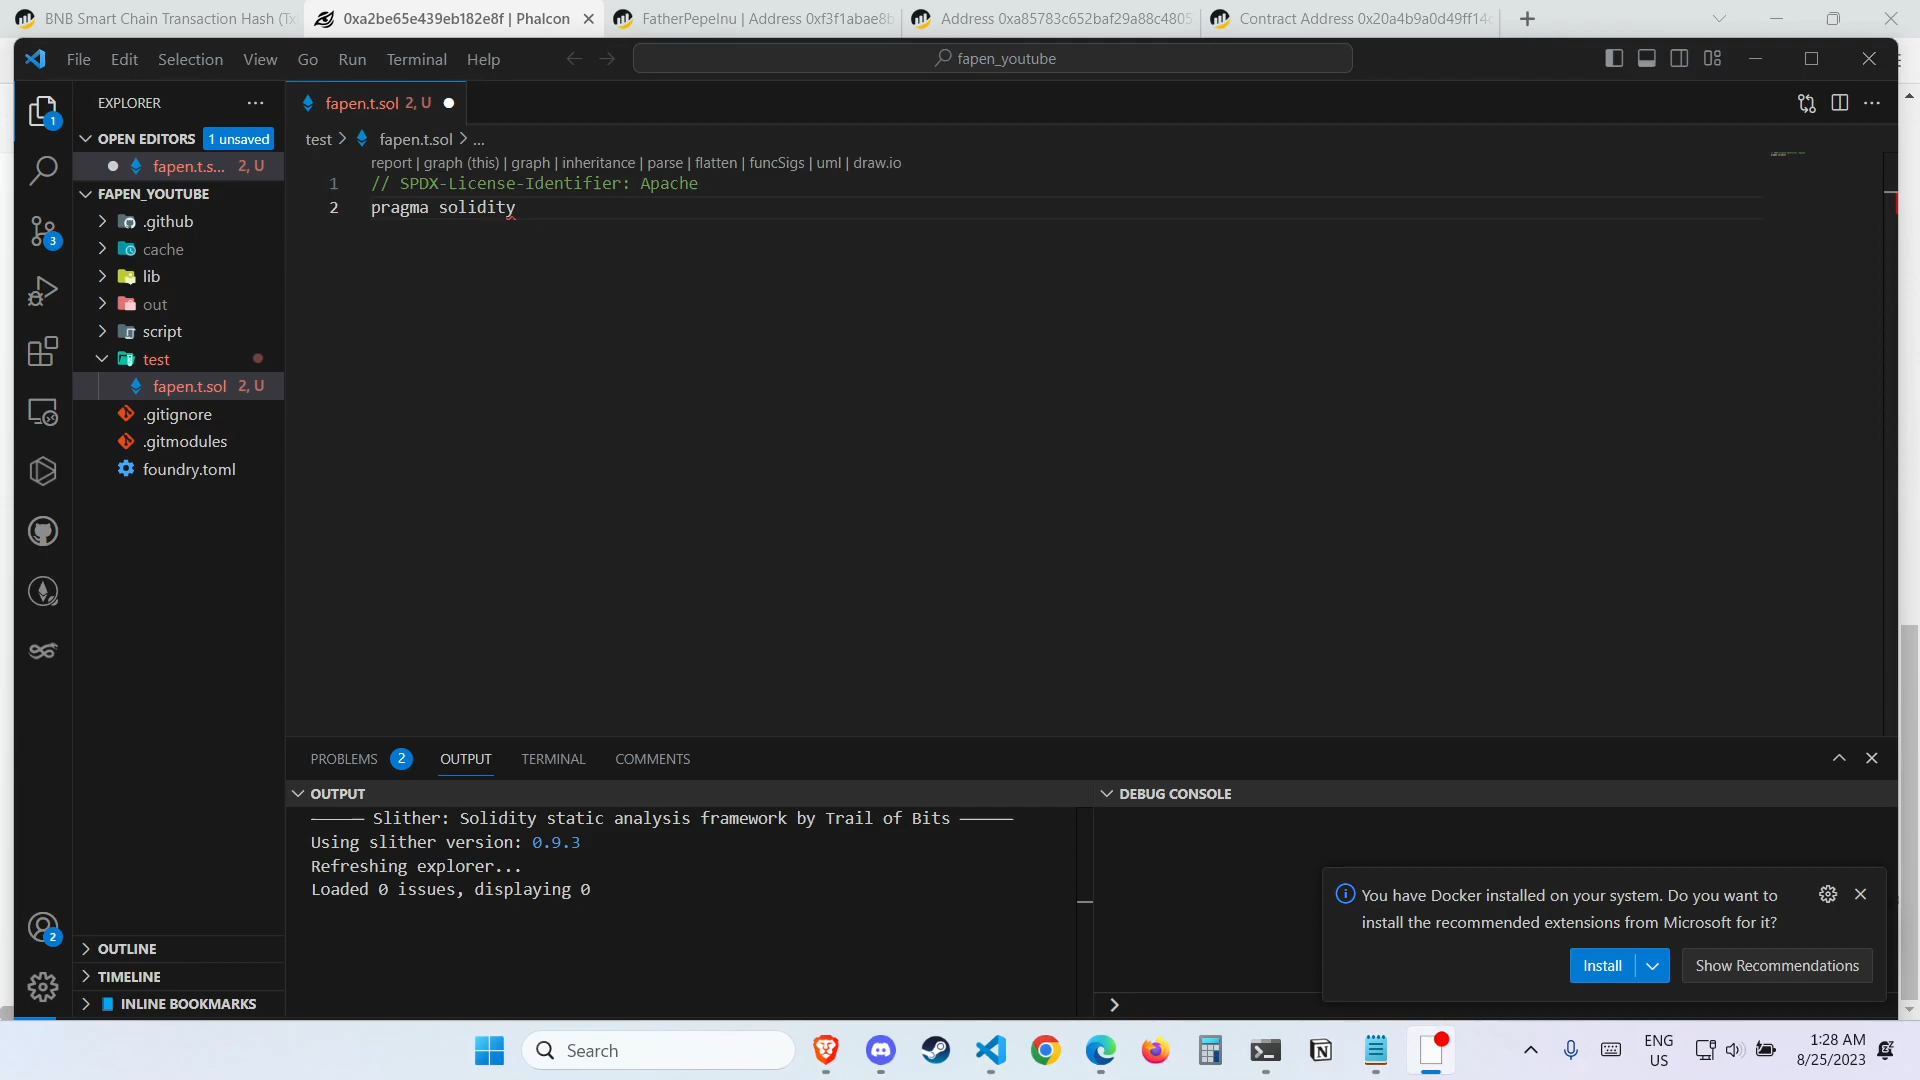 BNB Smart Chain Transaction Hash (Tx
0xa2be65e439eb182e8f | Phalcon
FatherPepeInu | Address 0xf3f1abae8b
Address 0xa85783c652baf29a88c4805
Contract Address 0x20a4b9a0d49ff14c
File Edit Selection View Go Run Terminal Help
fapen_youtube
EXPLORER
OPEN EDITORS 1 unsaved
fapen.t.s... 2, U
FAPEN_YOUTUBE
.github
cache
lib
out
script
test
fapen.t.sol 2, U
.gitignore
.gitmodules
foundry.toml
OUTLINE
TIMELINE
INLINE BOOKMARKS
1
3
2
fapen.t.sol 2, U
test > fapen.t.sol > ...
report | graph (this) | graph | inheritance | parse | flatten | funcSigs | uml | draw.io
1 // SPDX-License-Identifier: Apache
2 pragma solidity
PROBLEMS 2 OUTPUT TERMINAL COMMENTS
OUTPUT
Slither: Solidity static analysis framework by Trail of Bits
Using slither version: 0.9.3
Refreshing explorer...
Loaded 0 issues, displaying 0
DEBUG CONSOLE
You have Docker installed on your system. Do you want to
install the recommended extensions from Microsoft for it?
Install
Show Recommendations
Search
ENG
US
1:28 AM
8/25/2023